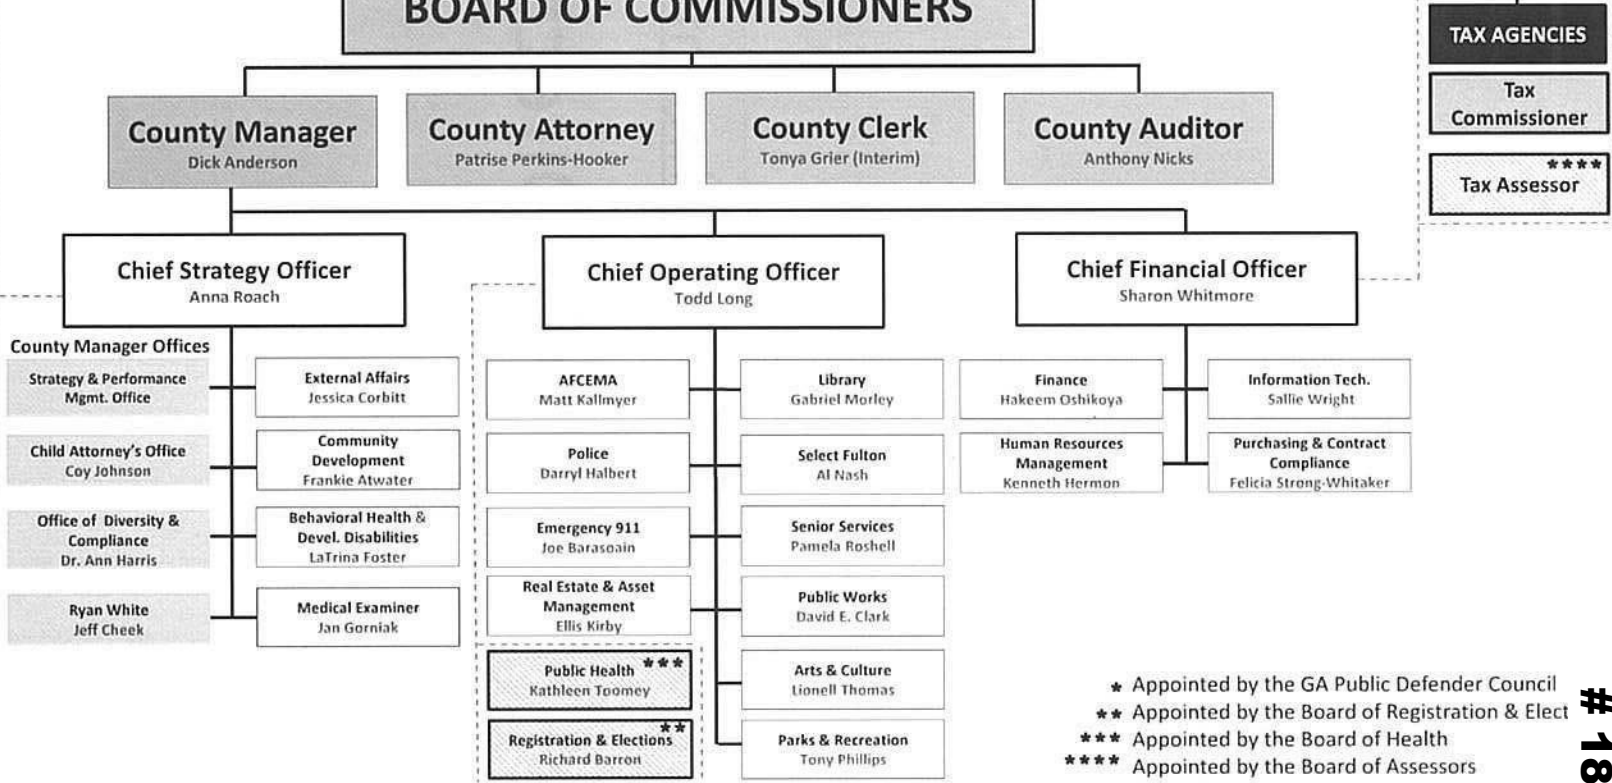 BOARD OF COMMISSIONERS
TAX AGENCIES
Tax
Commissioner
****
Tax Assessor
County Manager
Dick Anderson
County Attorney
Patrise Perkins-Hooker
County Clerk
Tonya Grier (Interim)
County Auditor
Anthony Nicks
Chief Strategy Officer
Anna Roach
Chief Operating Officer
Todd Long
Chief Financial Officer
Sharon Whitmore
County Manager Offices
Strategy & Performance
Mgmt. Office
External Affairs
Jessica Corbitt
Child Attorney's Office
Coy Johnson
Community
Development
Frankie Atwater
Office of Diversity &
Compliance
Dr. Ann Harris
Behavioral Health &
Devel. Disabilities
LaTrina Foster
Ryan White
Jeff Cheek
Medical Examiner
Jan Gorniak
AFCEMA
Matt Kallmyer
Library
Gabriel Morley
Police
Darryl Halbert
Select Fulton
Al Nash
Emergency 911
Joe Barasoain
Senior Services
Pamela Roshell
Real Estate & Asset
Management
Ellis Kirby
Public Works
David E. Clark
Public Health ***
Kathleen Toomey
Arts & Culture
Lionell Thomas
**
Registration & Elections
Richard Barron
Parks & Recreation
Tony Phillips
Finance
Hakeem Oshikoya
Information Tech.
Sallie Wright
Human Resources
Management
Kenneth Hermon
Purchasing & Contract
Compliance
Felicia Strong-Whitaker
* Appointed by the GA Public Defender Council
** Appointed by the Board of Registration & Elect
*** Appointed by the Board of Health
**** Appointed by the Board of Assessors
# 18